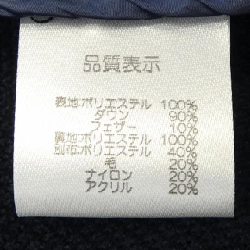 品質表示
表地:ポリエステル 100%
ダウン 90%
フェザー 10%
裏地:ポリエステル 100%
別布:ポリエステル 40%
毛 20%
ナイロン 20%
アクリル 20%